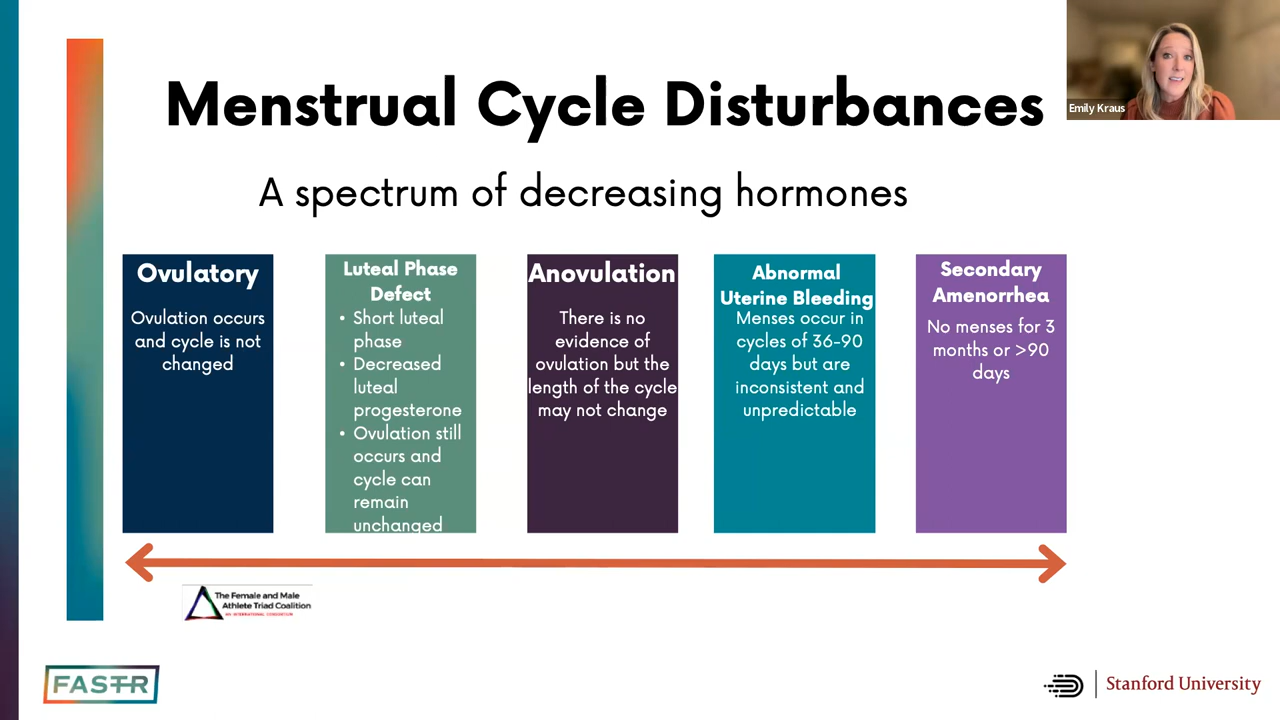 Menstrual Cycle Disturbances
Emily Kraus
A spectrum of decreasing hormones
Ovulatory
Ovulation occurs
and cycle is not
changed
Luteal Phase
Defect
• Short luteal
phase
• Decreased
luteal
progesterone
• Ovulation still
occurs and
cycle can
remain
unchanged
Anovulation
There is no
evidence of
ovulation but the
length of the cycle
may not change
Abnormal
Uterine Bleeding
Menses occur in
cycles of 36-90
days but are
inconsistent and
unpredictable
Secondary
Amenorrhea
No menses for 3
months or >90
days
The Female and Male
Athlete Triad Coalition
AN INTERNATIONAL CONSORTIUM
FASTR
Stanford University